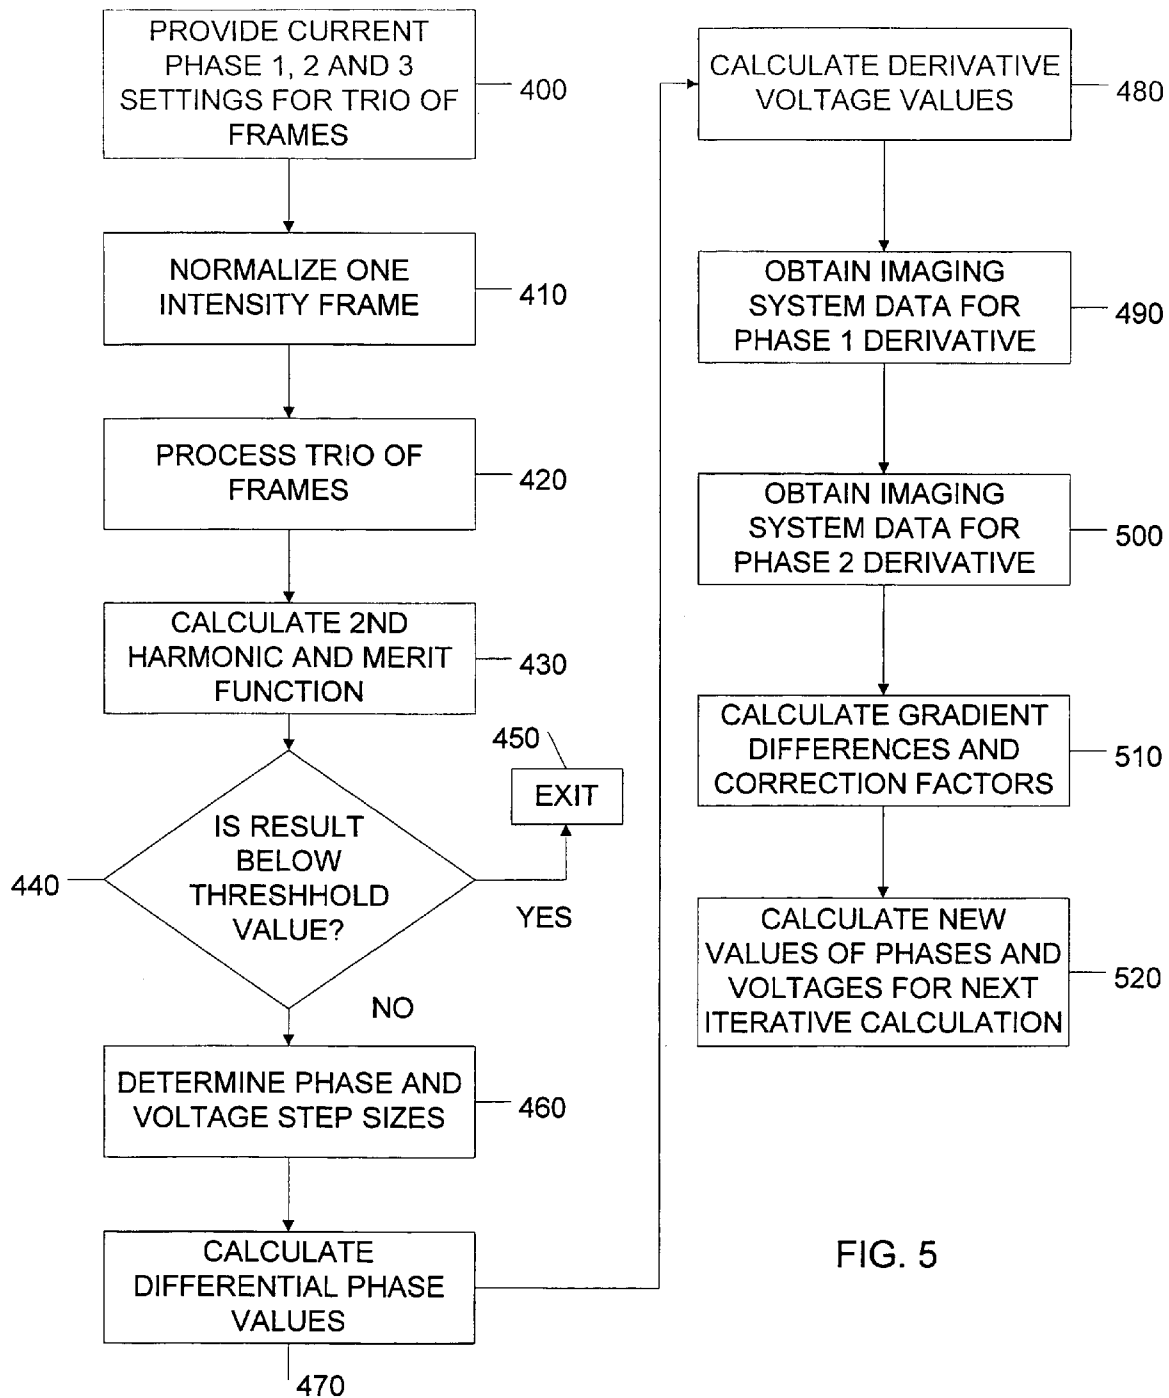 PROVIDE CURRENT
PHASE 1, 2 AND 3
SETTINGS FOR TRIO OF
FRAMES
400
NORMALIZE ONE
INTENSITY FRAME
410
PROCESS TRIO OF
FRAMES
420
CALCULATE 2ND
HARMONIC AND MERIT
FUNCTION
430
IS RESULT
BELOW
THRESHHOLD
VALUE?
440
450
EXIT
YES
NO
DETERMINE PHASE AND
VOLTAGE STEP SIZES
460
CALCULATE
DIFFERENTIAL PHASE
VALUES
470
CALCULATE DERIVATIVE
VOLTAGE VALUES
480
OBTAIN IMAGING
SYSTEM DATA FOR
PHASE 1 DERIVATIVE
490
OBTAIN IMAGING
SYSTEM DATA FOR
PHASE 2 DERIVATIVE
500
CALCULATE GRADIENT
DIFFERENCES AND
CORRECTION FACTORS
510
CALCULATE NEW
VALUES OF PHASES AND
VOLTAGES FOR NEXT
ITERATIVE CALCULATION
520
FIG. 5